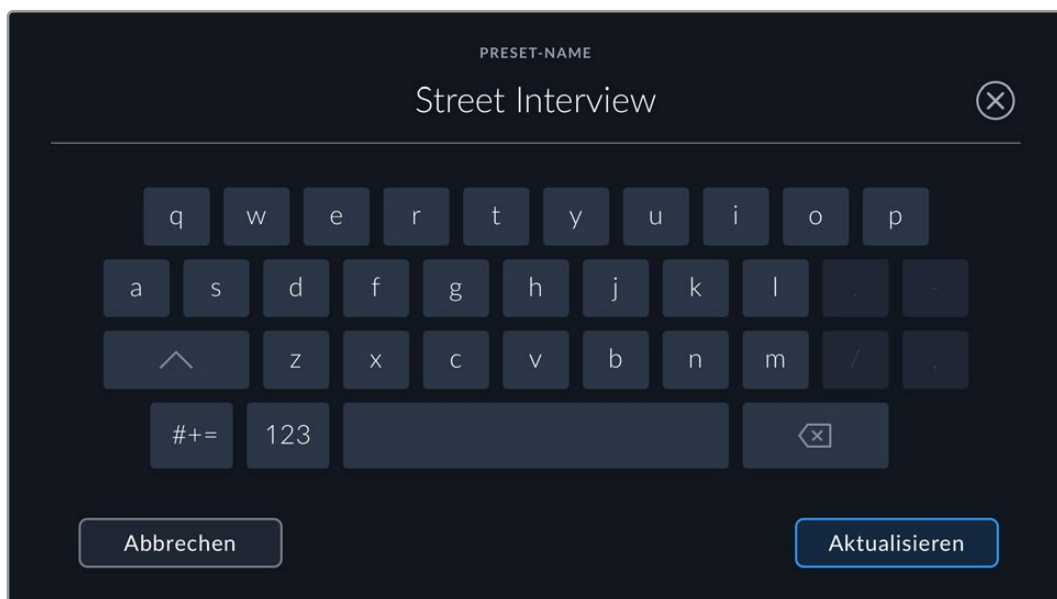 PRESET-NAME
Street Interview
q w e r t y u i o p
a s d f g h j k l . -
z x c v b n m / ,
#+= 123
Abbrechen Aktualisieren